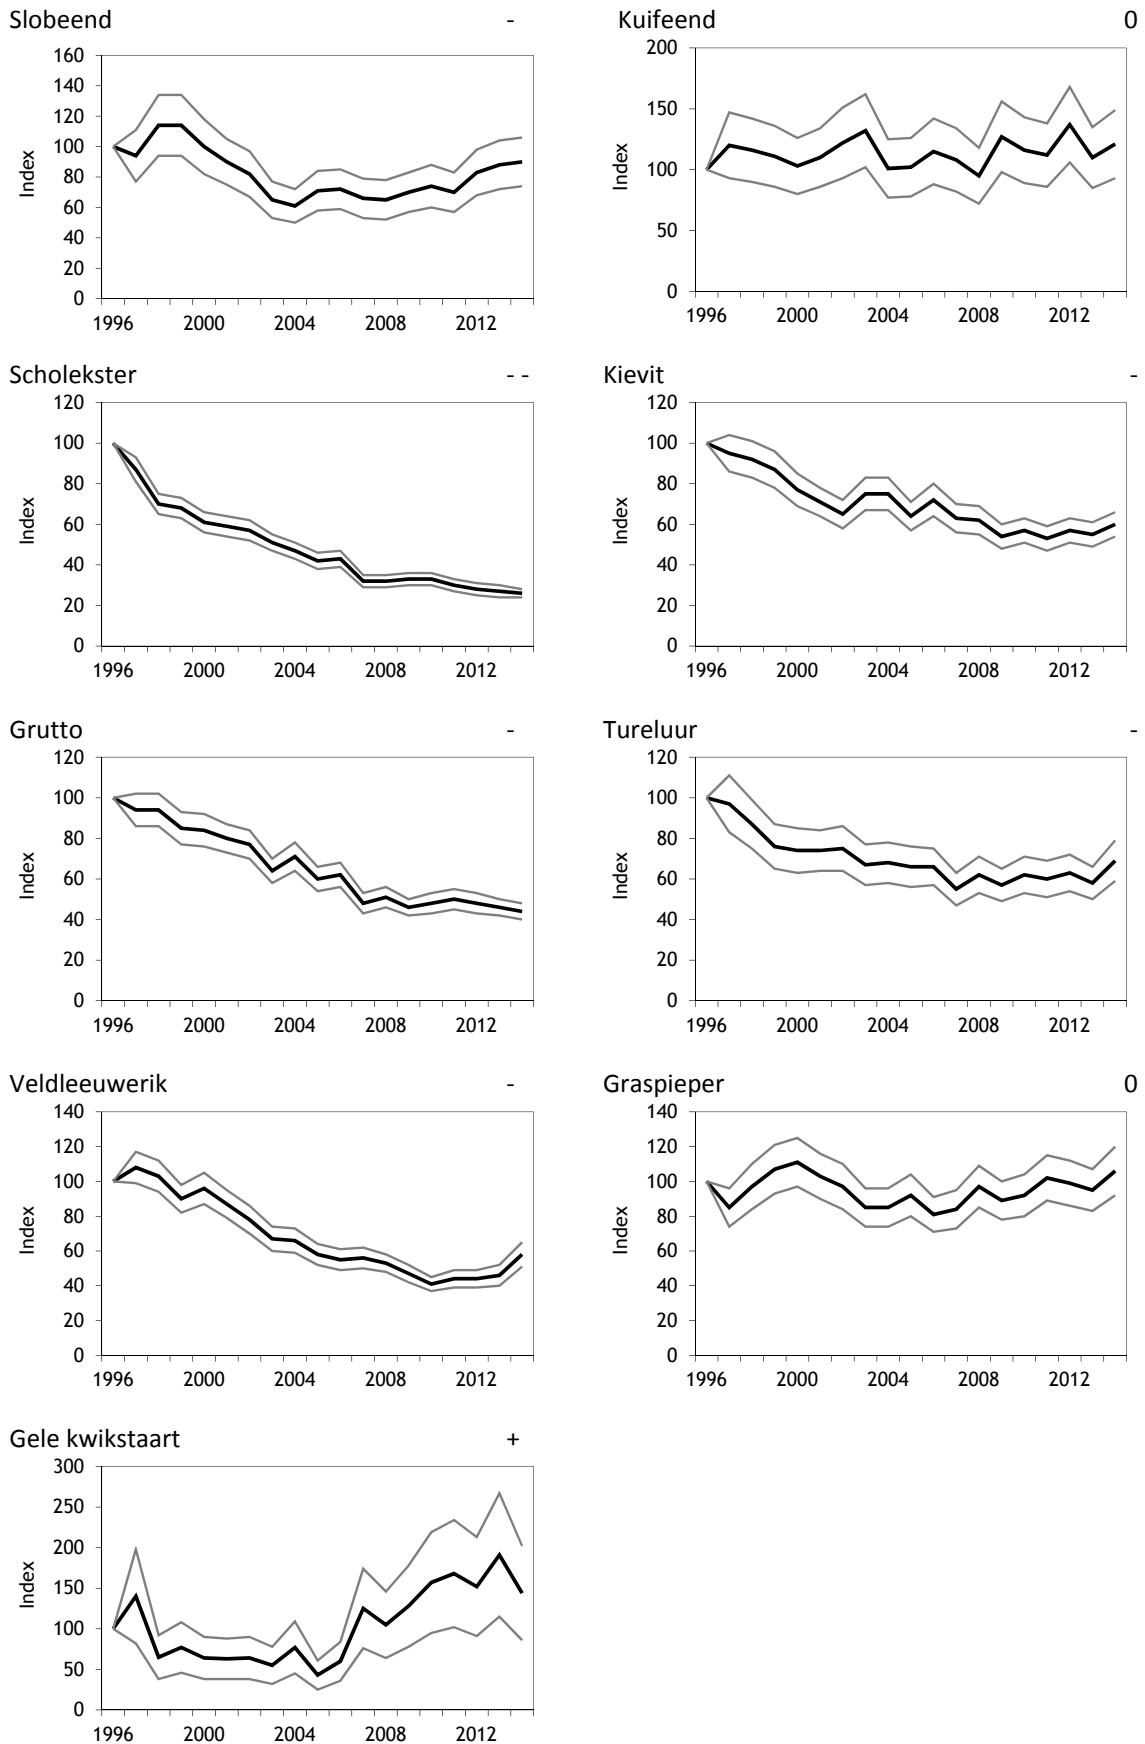 Slobeend -
160
140
120
100
80
60
40
20
0
Index
1996 2000 2004 2008 2012
Kuifeend 0
200
150
100
50
0
Index
1996 2000 2004 2008 2012
Scholekster - -
120
100
80
60
40
20
0
Index
1996 2000 2004 2008 2012
Kievit -
120
100
80
60
40
20
0
Index
1996 2000 2004 2008 2012
Grutto -
120
100
80
60
40
20
0
Index
1996 2000 2004 2008 2012
Tureluur -
120
100
80
60
40
20
0
Index
1996 2000 2004 2008 2012
Veldleeuwerik -
140
120
100
80
60
40
20
0
Index
1996 2000 2004 2008 2012
Graspieper 0
140
120
100
80
60
40
20
0
Index
1996 2000 2004 2008 2012
Gele kwikstaart +
300
250
200
150
100
50
0
Index
1996 2000 2004 2008 2012